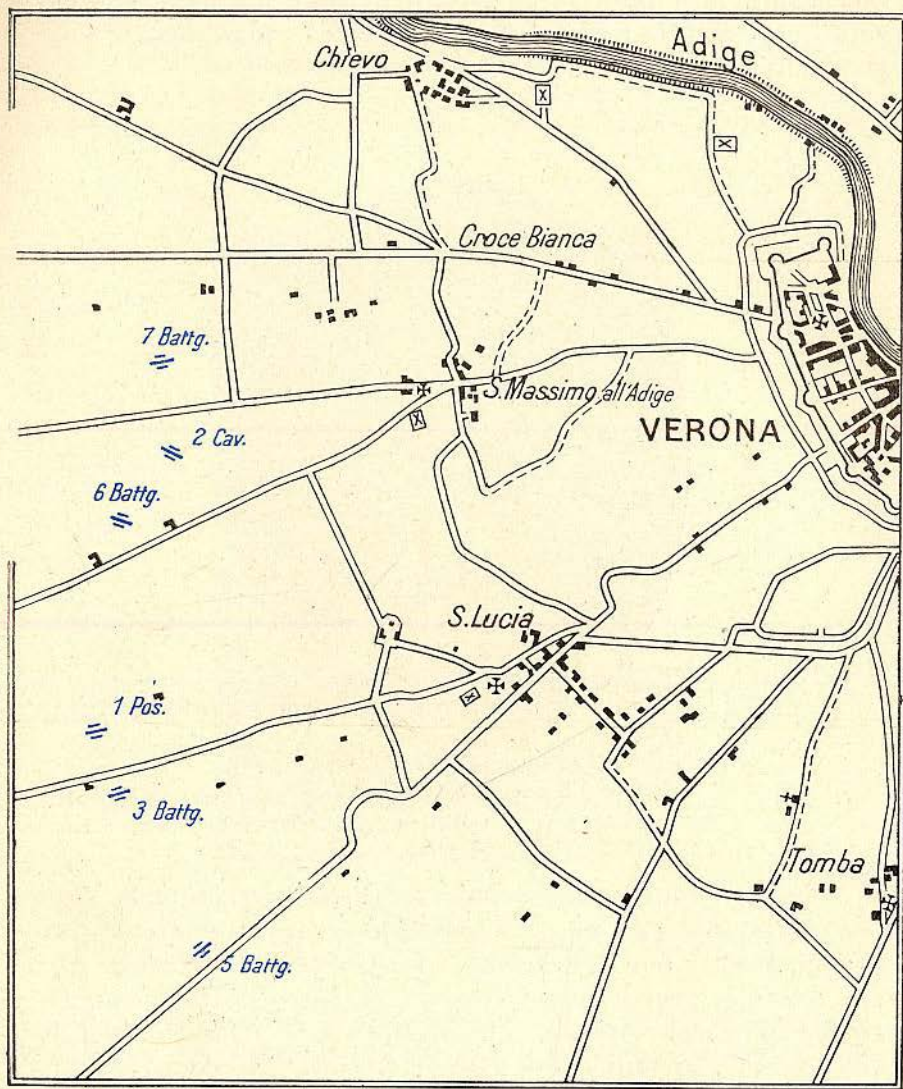 Adige
Chievo
Croce Bianca
7 Battg.
S. Massimo all'Adige
VERONA
2 Cav.
6 Battg.
S. Lucia
1 Pos.
3 Battg.
Tomba
5 Battg.